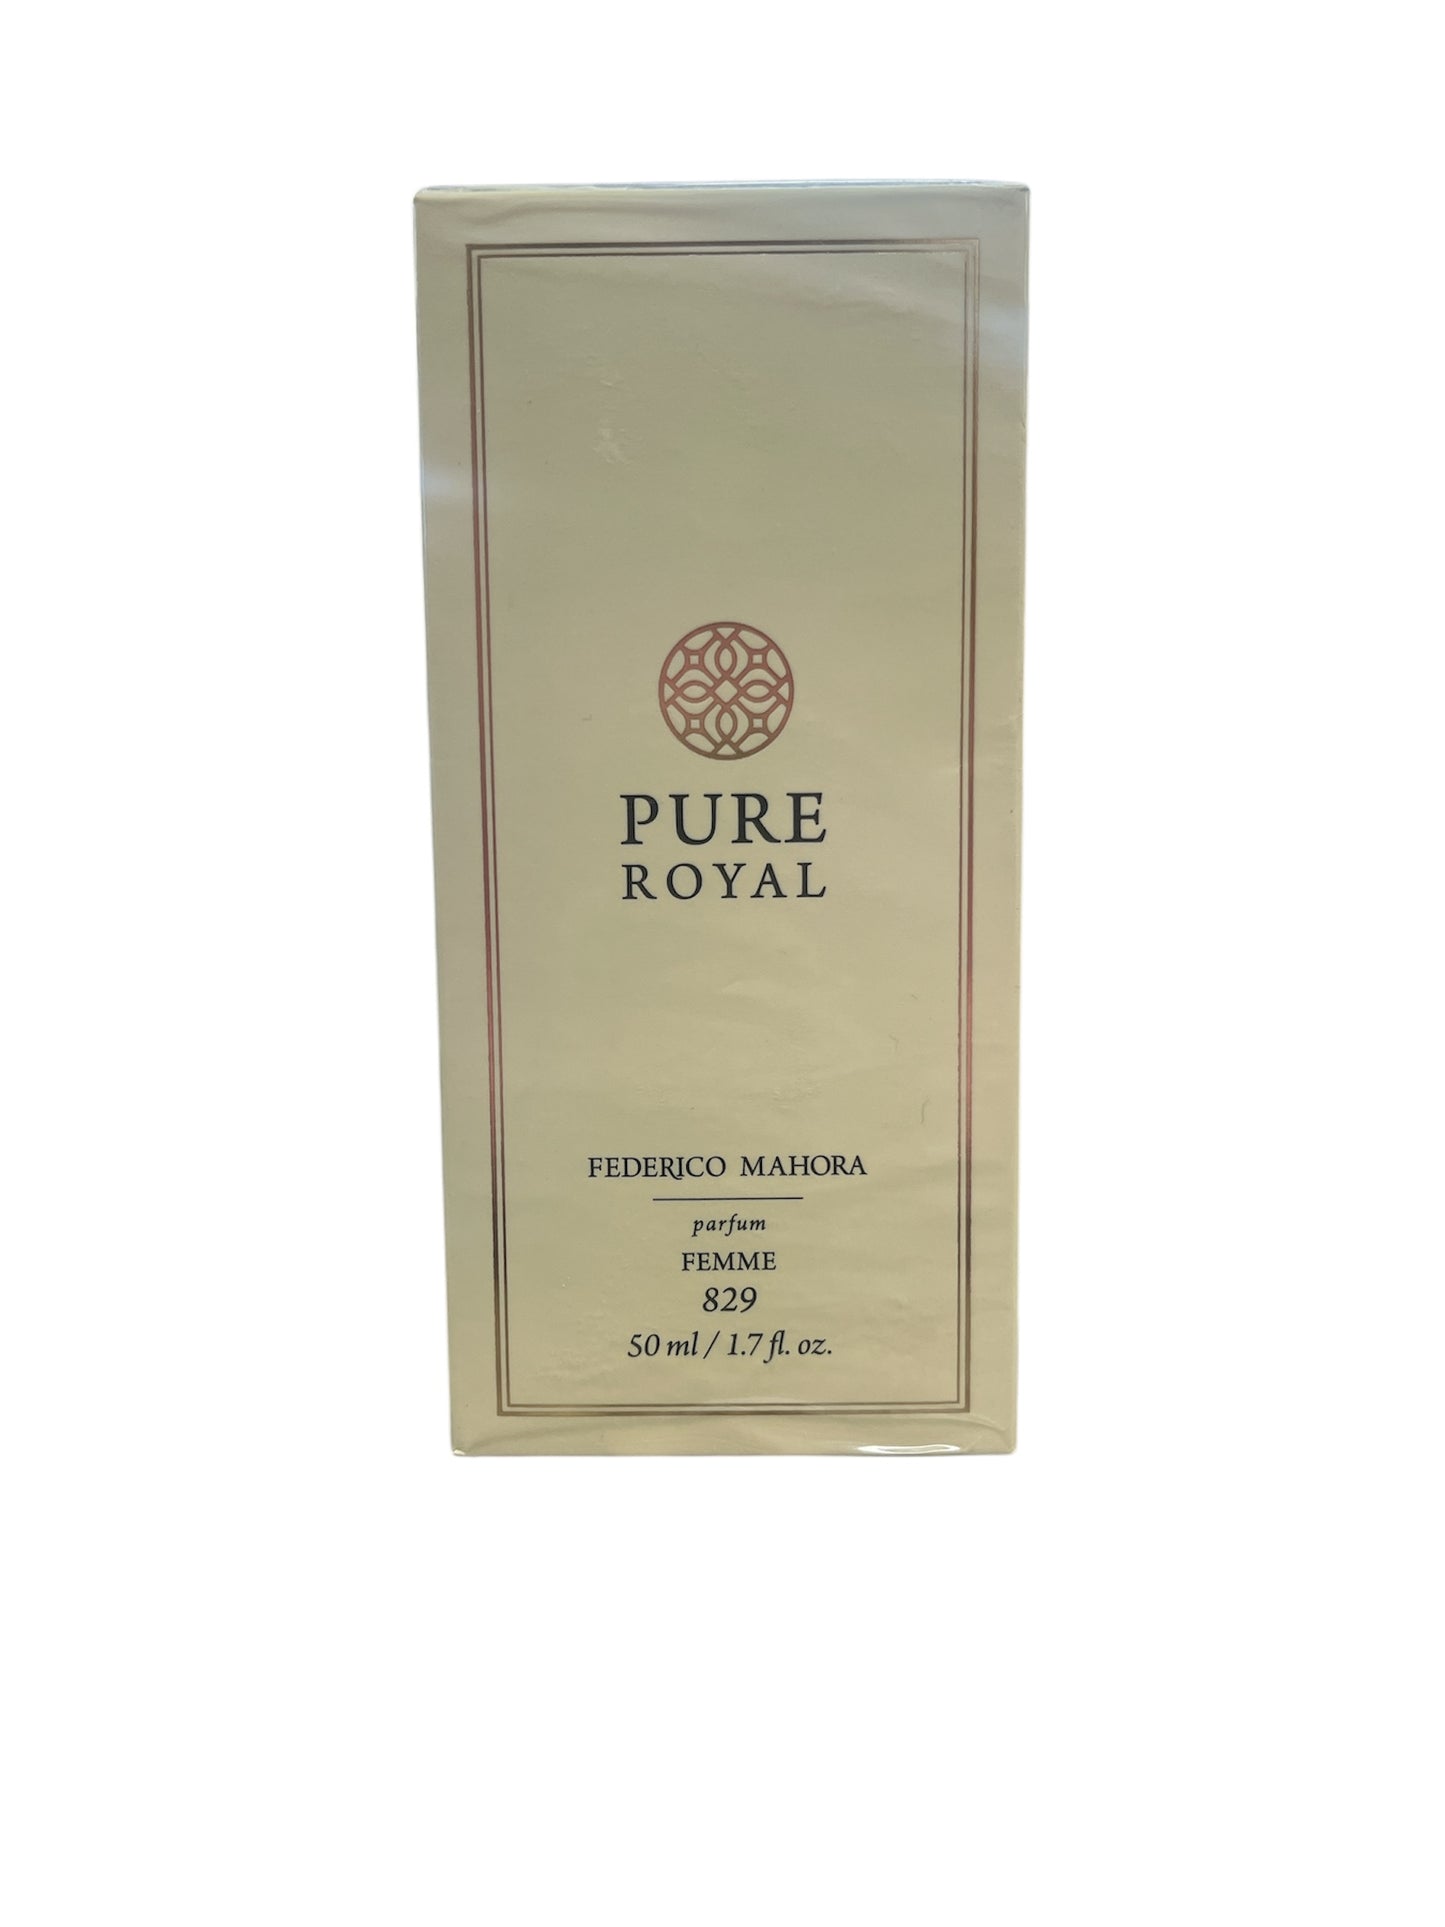 PURE
ROYAL
FEDERICO MAHORA
parfum
FEMME
829
50 ml / 1.7 fl. oz.